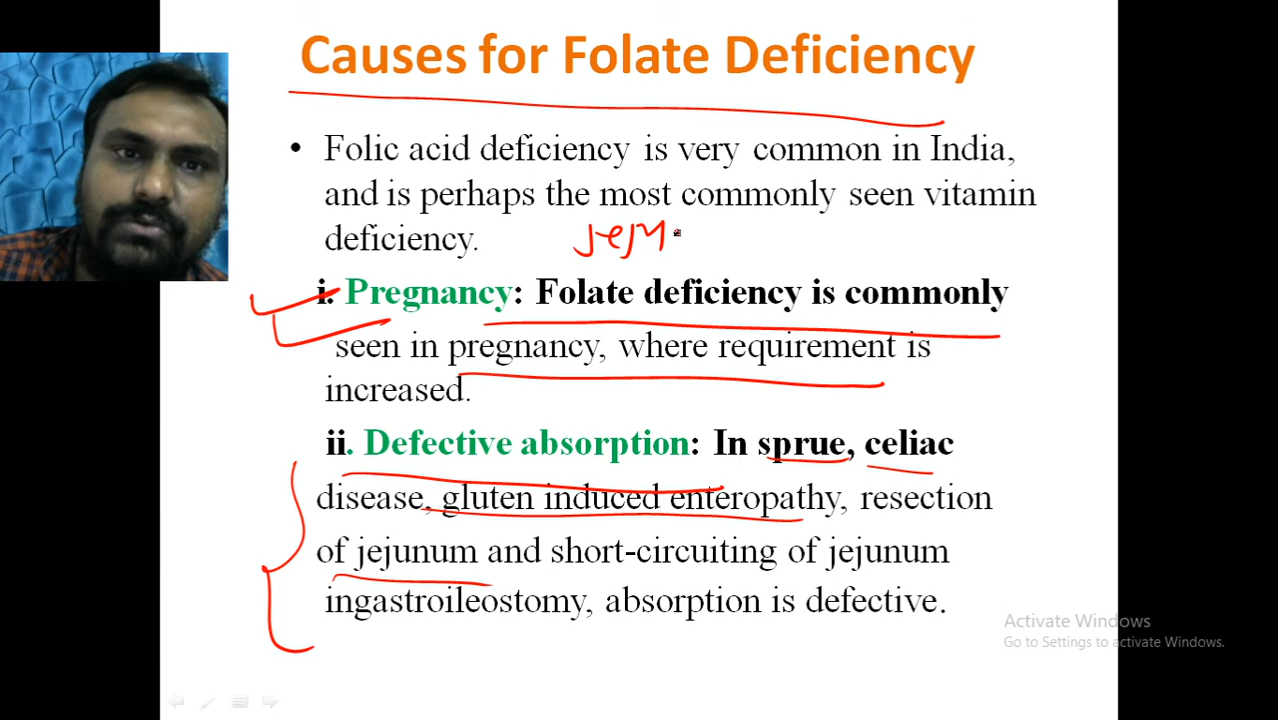 Causes for Folate Deficiency
• Folic acid deficiency is very common in India,
and is perhaps the most commonly seen vitamin
deficiency.
jeju
i. Pregnancy: Folate deficiency is commonly
seen in pregnancy, where requirement is
increased.
ii. Defective absorption: In sprue, celiac
disease, gluten induced enteropathy, resection
of jejunum and short-circuiting of jejunum
ingastroileostomy, absorption is defective.
Activate Windows
Go to Settings to activate Windows.